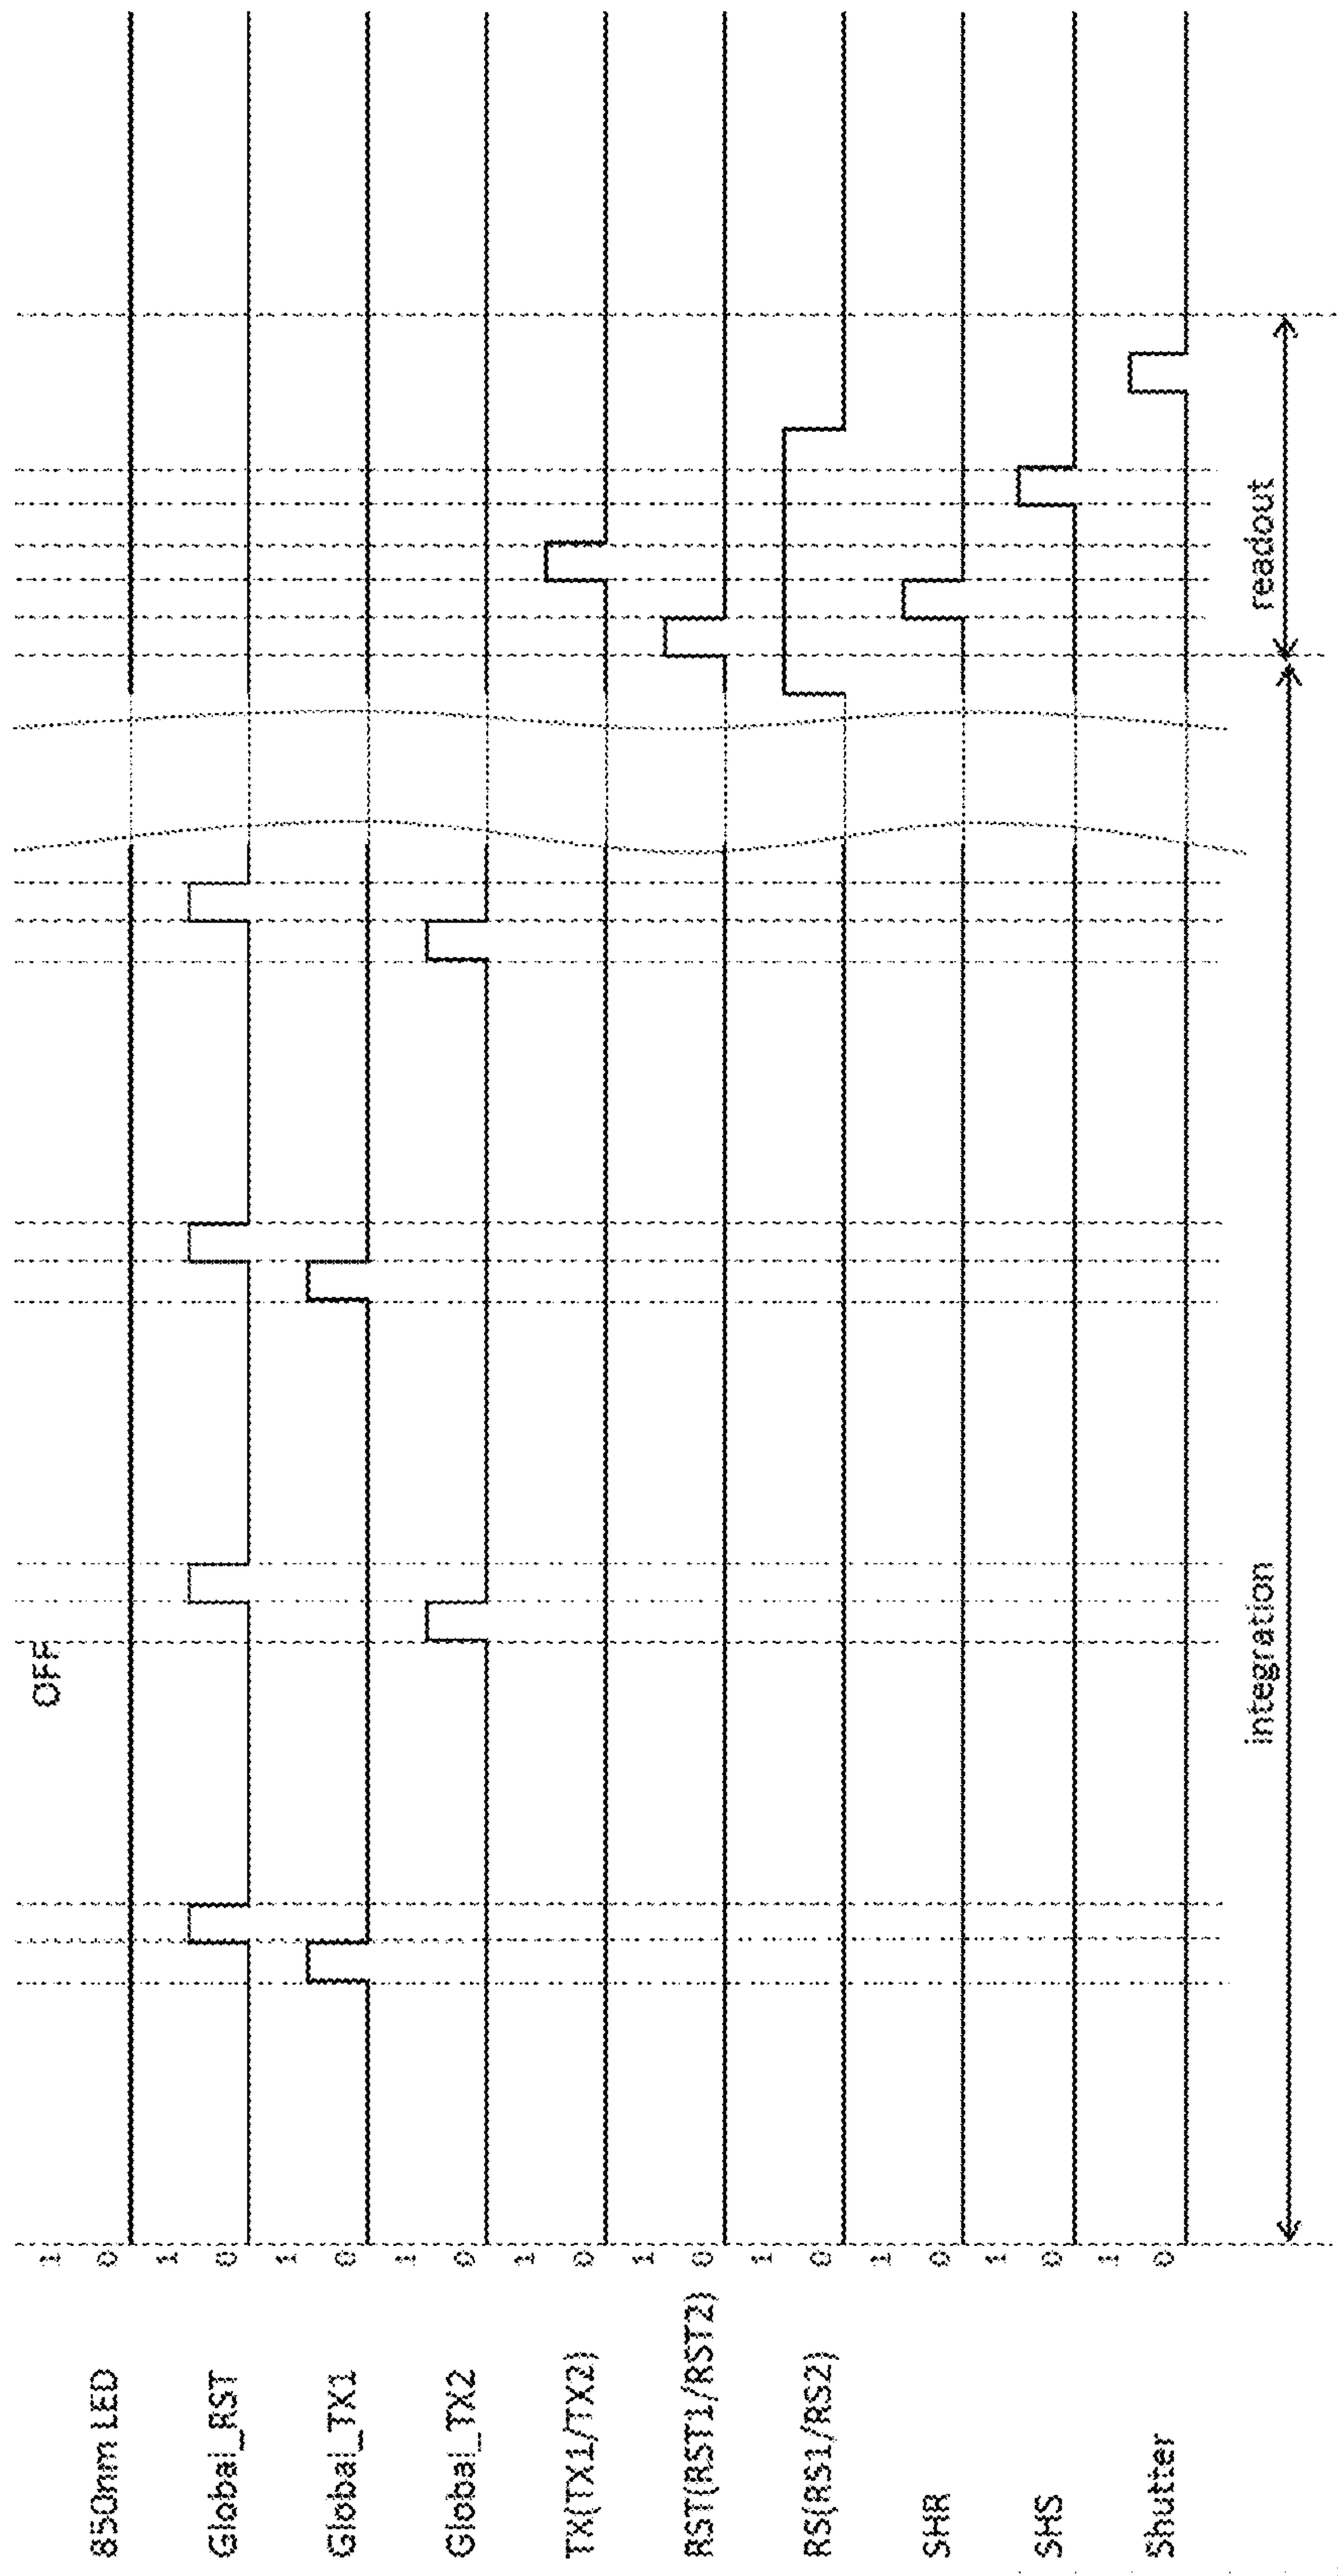 OFF
850nm LED
1
0
Global_RST
1
0
Global_TX1
1
0
Global_TX2
1
0
TX(TX1/TX2)
1
0
RST(RST1/RST2)
1
0
RS(RS1/RS2)
1
0
SHR
1
0
SHS
1
0
Shutter
1
0
integration
readout